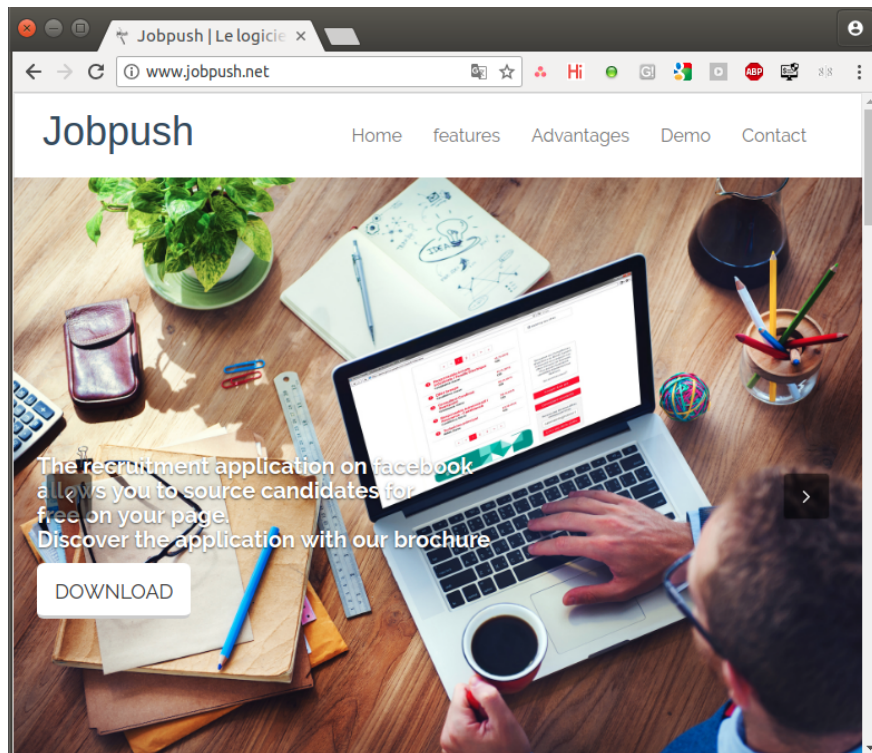 Jobpush | Le logicie
www.jobpush.net
Hi
G
ABP
Jobpush
Home features Advantages Demo Contact
IDEA
The recruitment application on facebook
allows you to source candidates for
free on your page.
Discover the application with our brochure
DOWNLOAD